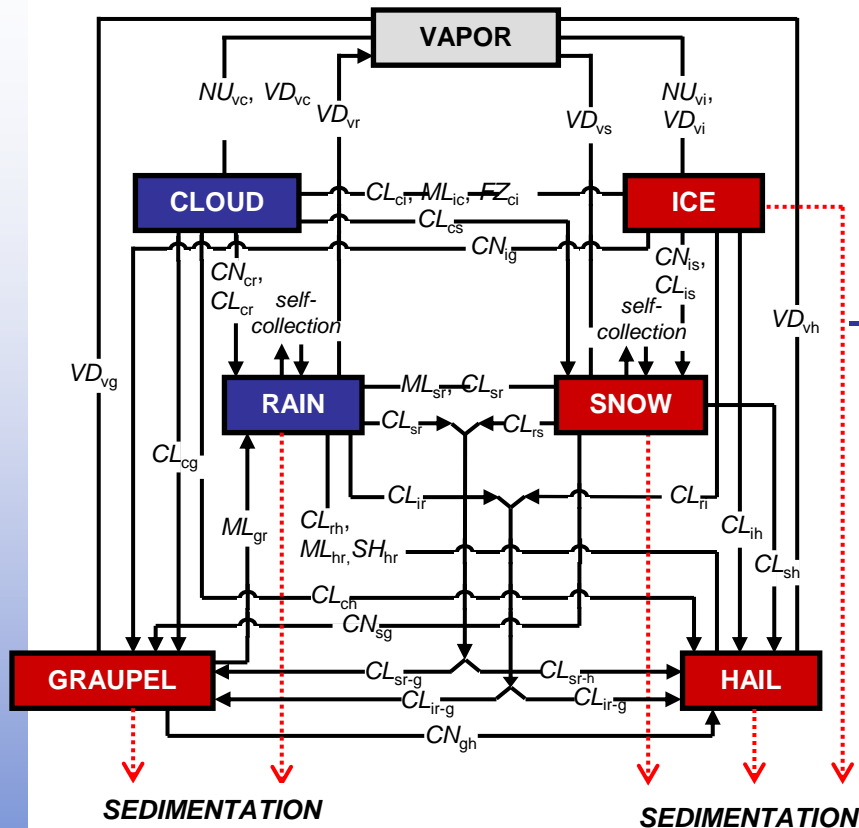 VAPOR
NUvc, VDvc
VDvr
VDvs
NUvi,
VDvi
CLOUD
CLci, MLic, FZci
ICE
CLcs
CNig
CNcr,
CLcr
self-
collection
CNis,
CLis
self-
collection
VDvg
VDvh
RAIN
MLsr, CLsr
SNOW
CLsr
CLrs
CLcg
MLgr
CLir
CLri
CLrh,
MLhr, SHhr
CLih
CLsh
CLch
CNsg
GRAUPEL
CLsr-g
CLsr-h
HAIL
CLir-g
CLir-g
CNgh
SEDIMENTATION
SEDIMENTATION